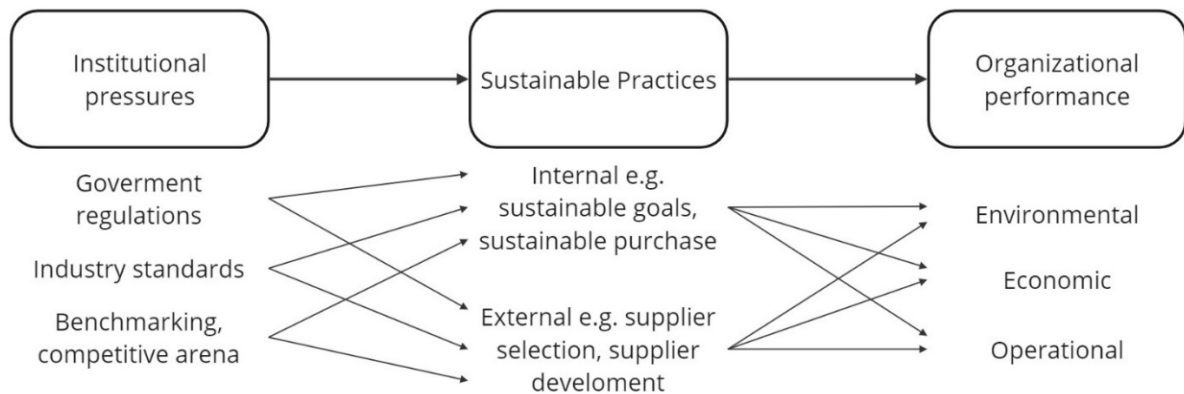 Institutional
pressures
Sustainable Practices
Organizational
performance
Goverment
regulations
Industry standards
Benchmarking,
competitive arena
Internal e.g.
sustainable goals,
sustainable purchase
External e.g. supplier
selection, supplier
develoment
Environmental
Economic
Operational